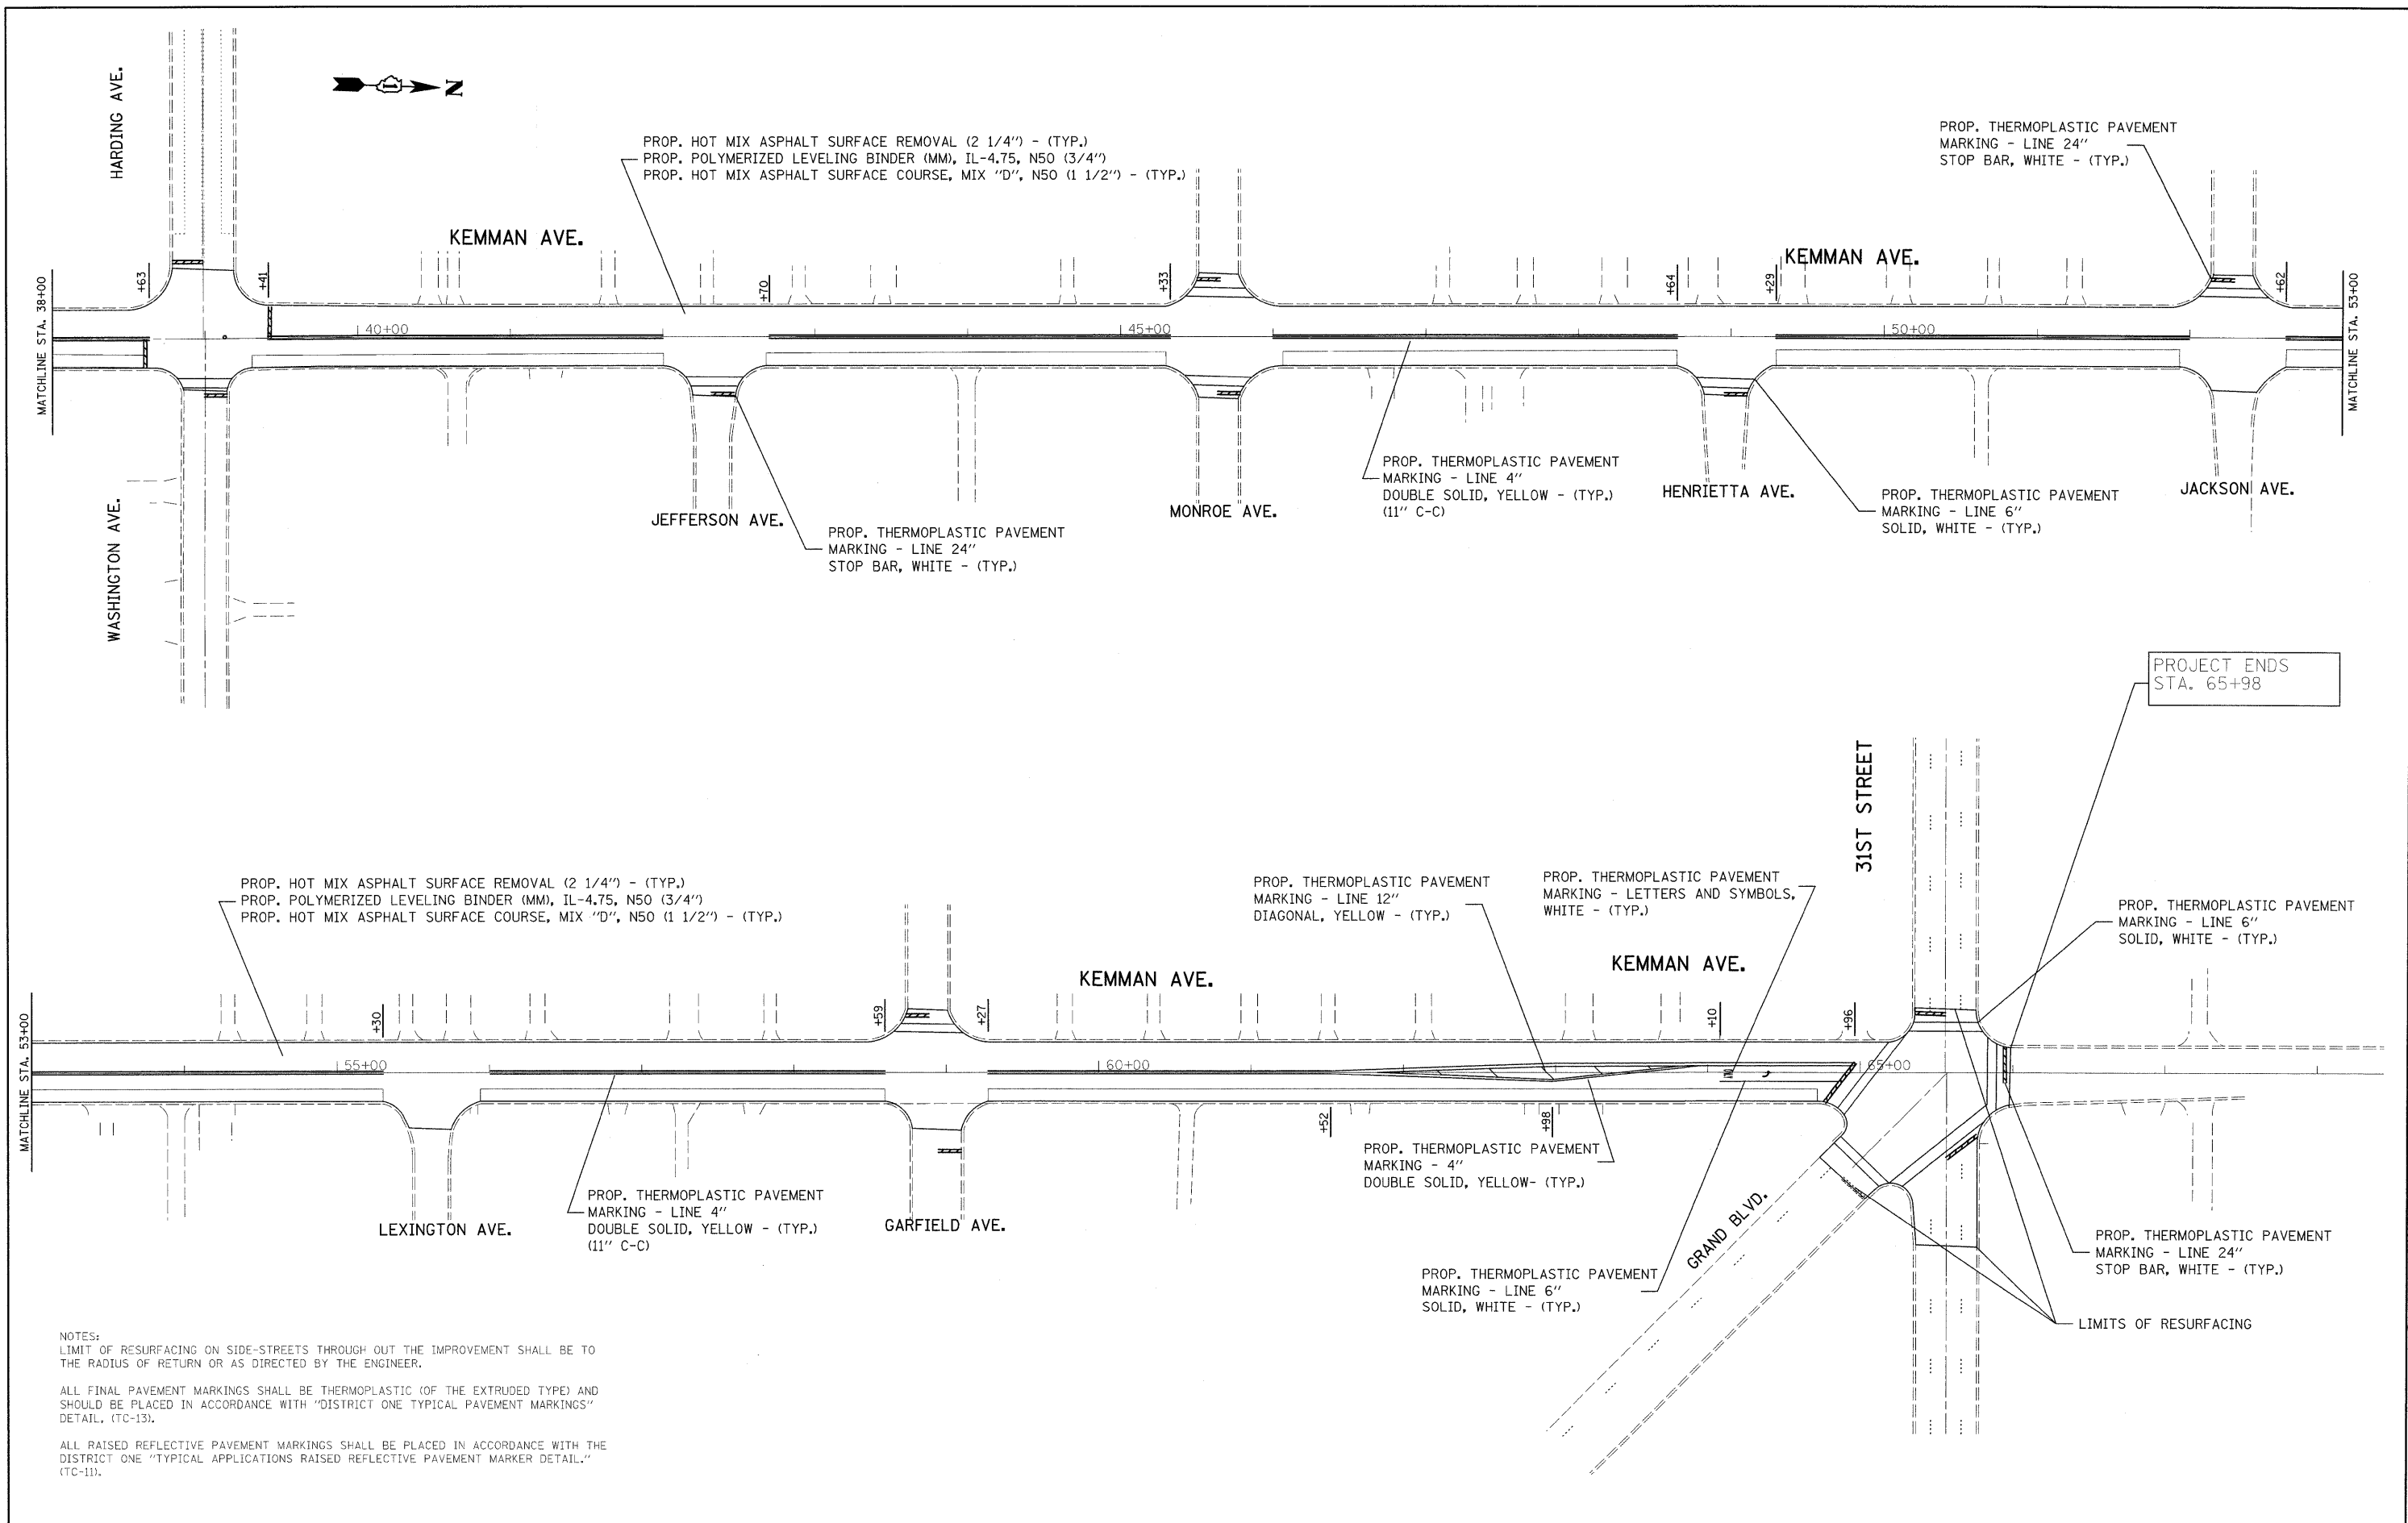 HARDING AVE.
N
PROP. HOT MIX ASPHALT SURFACE REMOVAL (2 1/4") - (TYP.)
PROP. POLYMERIZED LEVELING BINDER (MM), IL-4.75, N50 (3/4")
PROP. HOT MIX ASPHALT SURFACE COURSE, MIX "D", N50 (1 1/2") - (TYP.)
PROP. THERMOPLASTIC PAVEMENT
MARKING - LINE 24"
STOP BAR, WHITE - (TYP.)
KEMMAN AVE.
KEMMAN AVE.
MATCHLINE STA. 38+00
+63
+41
+70
+33
+64
+29
+62
MATCHLINE STA. 53+00
40+00
45+00
50+00
WASHINGTON AVE.
JEFFERSON AVE.
PROP. THERMOPLASTIC PAVEMENT
MARKING - LINE 24"
STOP BAR, WHITE - (TYP.)
MONROE AVE.
PROP. THERMOPLASTIC PAVEMENT
MARKING - LINE 4"
DOUBLE SOLID, YELLOW - (TYP.)
(11" C-C)
HENRIETTA AVE.
PROP. THERMOPLASTIC PAVEMENT
MARKING - LINE 6"
SOLID, WHITE - (TYP.)
JACKSON AVE.
PROJECT ENDS
STA. 65+98
31ST STREET
PROP. HOT MIX ASPHALT SURFACE REMOVAL (2 1/4") - (TYP.)
PROP. POLYMERIZED LEVELING BINDER (MM), IL-4.75, N50 (3/4")
PROP. HOT MIX ASPHALT SURFACE COURSE, MIX "D", N50 (1 1/2") - (TYP.)
PROP. THERMOPLASTIC PAVEMENT
MARKING - LINE 12"
DIAGONAL, YELLOW - (TYP.)
PROP. THERMOPLASTIC PAVEMENT
MARKING - LETTERS AND SYMBOLS,
WHITE - (TYP.)
PROP. THERMOPLASTIC PAVEMENT
MARKING - LINE 6"
SOLID, WHITE - (TYP.)
KEMMAN AVE.
KEMMAN AVE.
MATCHLINE STA. 53+00
+30
+59
+27
+10
+96
55+00
60+00
65+00
+52
+98
LEXINGTON AVE.
PROP. THERMOPLASTIC PAVEMENT
MARKING - LINE 4"
DOUBLE SOLID, YELLOW - (TYP.)
(11" C-C)
GARFIELD AVE.
PROP. THERMOPLASTIC PAVEMENT
MARKING - 4"
DOUBLE SOLID, YELLOW- (TYP.)
PROP. THERMOPLASTIC PAVEMENT
MARKING - LINE 6"
SOLID, WHITE - (TYP.)
GRAND BLVD.
PROP. THERMOPLASTIC PAVEMENT
MARKING - LINE 24"
STOP BAR, WHITE - (TYP.)
LIMITS OF RESURFACING
NOTES:
LIMIT OF RESURFACING ON SIDE-STREETS THROUGH OUT THE IMPROVEMENT SHALL BE TO
THE RADIUS OF RETURN OR AS DIRECTED BY THE ENGINEER.
ALL FINAL PAVEMENT MARKINGS SHALL BE THERMOPLASTIC (OF THE EXTRUDED TYPE) AND
SHOULD BE PLACED IN ACCORDANCE WITH "DISTRICT ONE TYPICAL PAVEMENT MARKINGS"
DETAIL, (TC-13).
ALL RAISED REFLECTIVE PAVEMENT MARKINGS SHALL BE PLACED IN ACCORDANCE WITH THE
DISTRICT ONE "TYPICAL APPLICATIONS RAISED REFLECTIVE PAVEMENT MARKER DETAIL."
(TC-11).